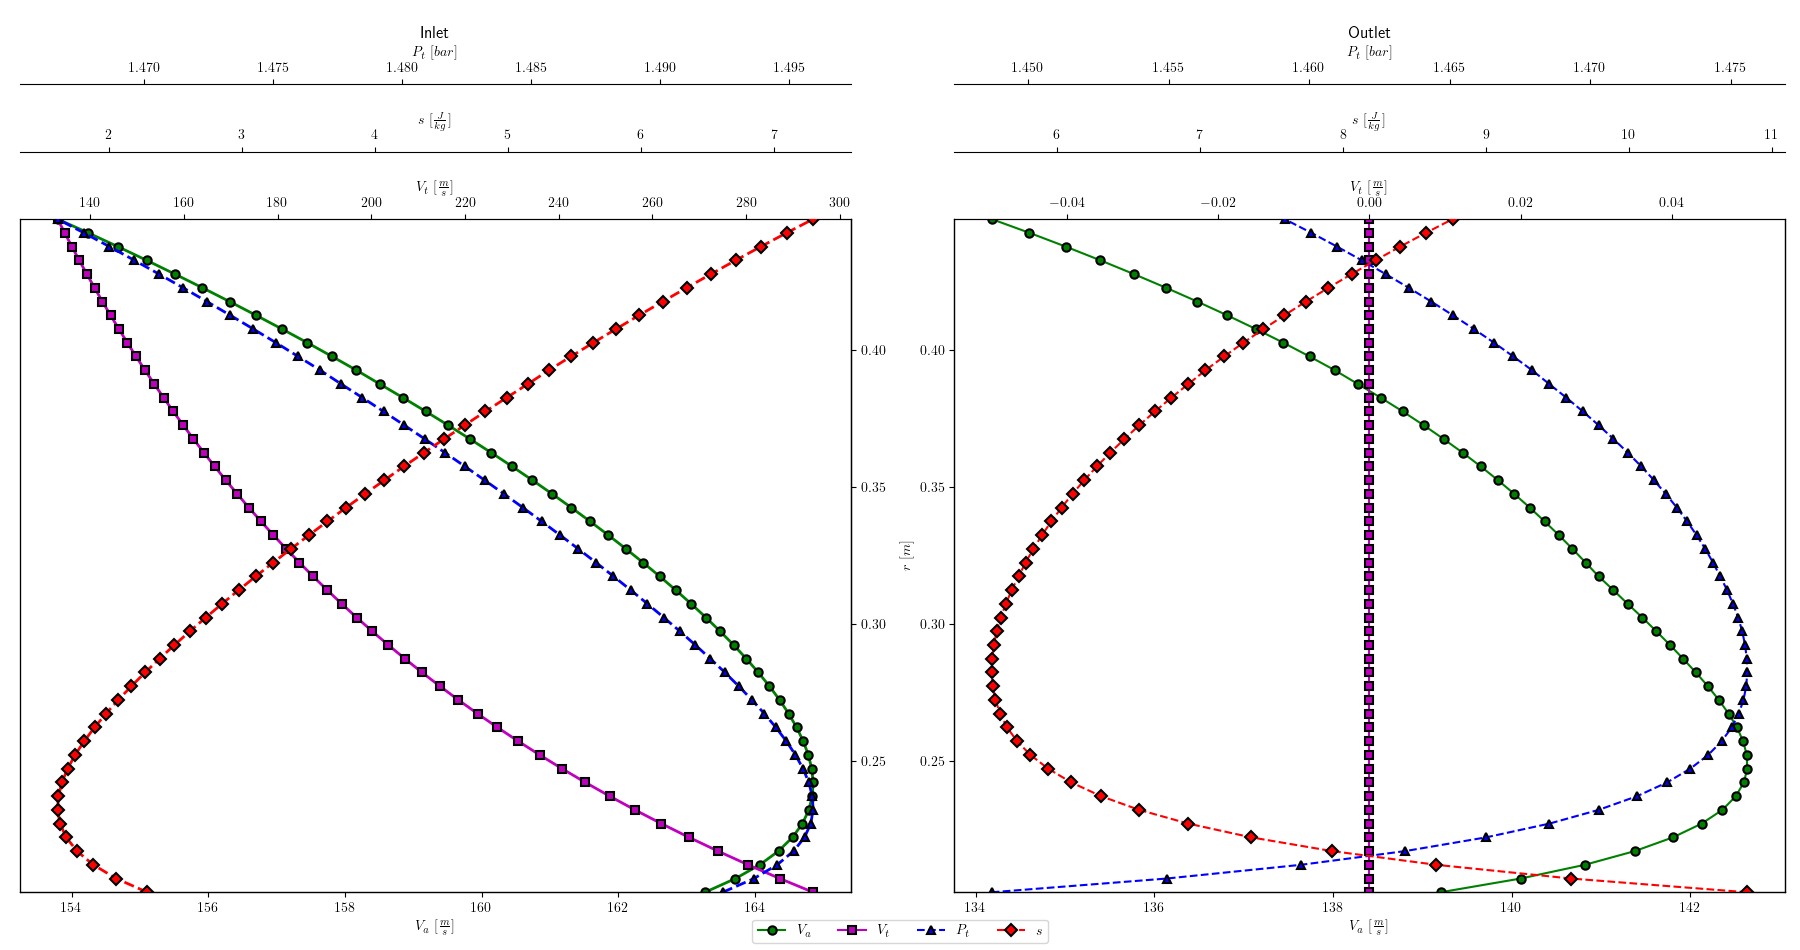 Inlet
P_t [bar]
1.470 1.475 1.480 1.485 1.490 1.495
s [J/kg]
2 3 4 5 6 7
V_t [m/s]
140 160 180 200 220 240 260 280 300
0.40
0.35
0.30
0.25
r [m]
154 156 158 160 162 164
V_a [m/s]
Outlet
P_t [bar]
1.450 1.455 1.460 1.465 1.470 1.475
s [J/kg]
6 7 8 9 10 11
V_t [m/s]
−0.04 −0.02 0.00 0.02 0.04
0.40
0.35
0.30
0.25
134 136 138 140 142
V_a [m/s]
V_a V_t P_t s